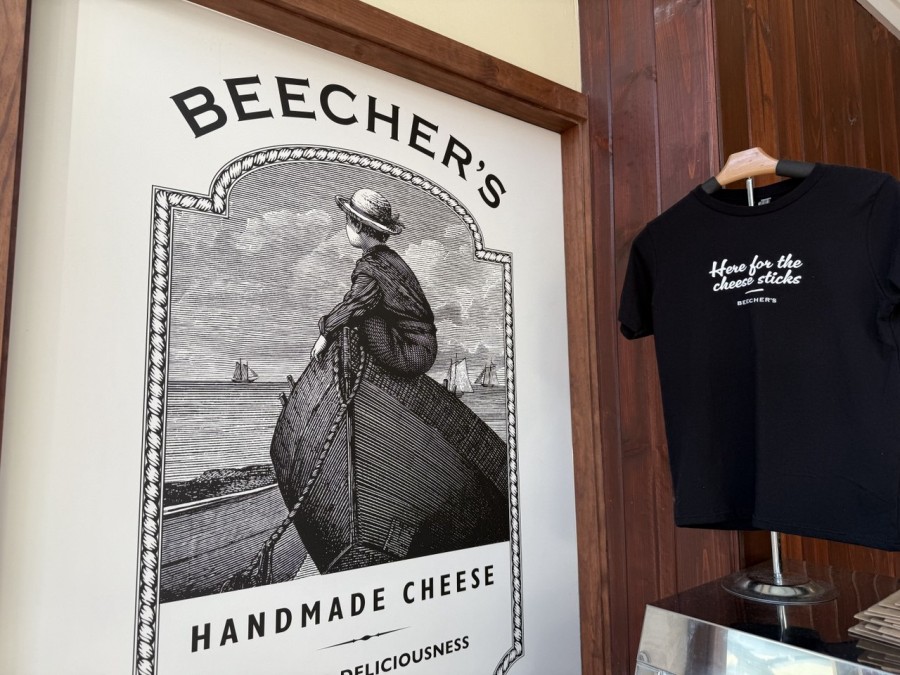 BEECHER'S
HANDMADE CHEESE
DELICIOUSNESS
Here for the
cheese sticks
BEECHER'S